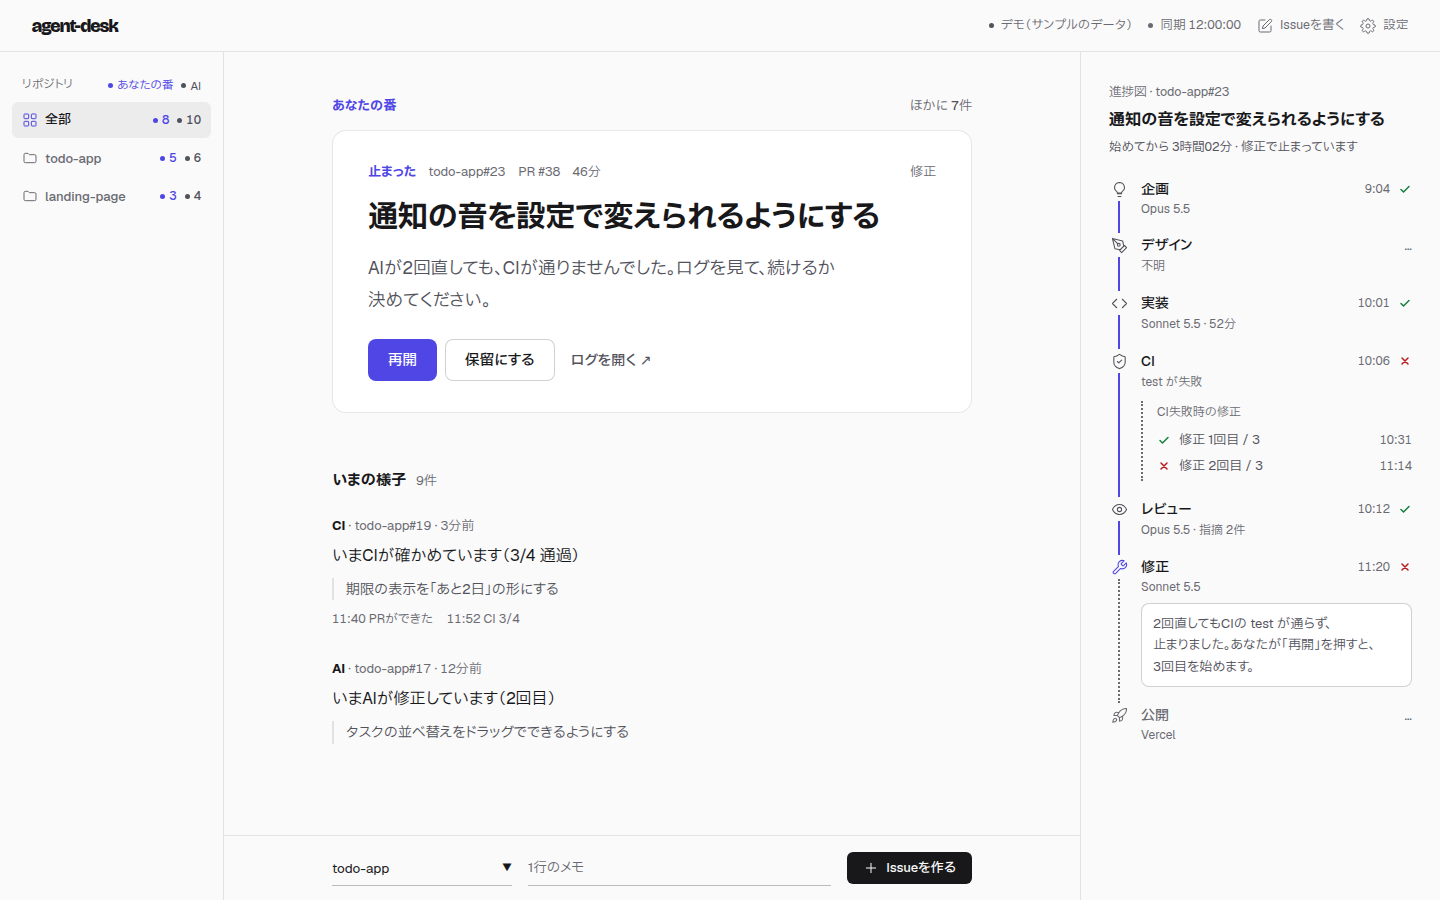 agent-desk
デモ（サンプルのデータ）
同期 12:00:00
Issueを書く
設定
リポジトリ
あなたの番
AI
全部 8 10
todo-app 5 6
landing-page 3 4
あなたの番
ほかに 7件
止まった todo-app#23 PR #38 46分
修正
通知の音を設定で変えられるようにする
AIが2回直しても、CIが通りませんでした。ログを見て、続けるか
決めてください。
再開
保留にする
ログを開く ↗
いまの様子 9件
CI · todo-app#19 · 3分前
いまCIが確かめています（3/4 通過）
期限の表示を「あと2日」の形にする
11:40 PRができた 11:52 CI 3/4
AI · todo-app#17 · 12分前
いまAIが修正しています（2回目）
タスクの並べ替えをドラッグでできるようにする
todo-app ▼
1行のメモ
Issueを作る
進捗図 · todo-app#23
通知の音を設定で変えられるようにする
始めてから 3時間02分 · 修正で止まっています
企画 9:04
Opus 5.5
デザイン …
不明
実装 10:01
Sonnet 5.5 · 52分
CI 10:06
test が失敗
CI失敗時の修正
修正 1回目 / 3 10:31
修正 2回目 / 3 11:14
レビュー 10:12
Opus 5.5 · 指摘 2件
修正 11:20
Sonnet 5.5
2回直してもCIの test が通らず、
止まりました。あなたが「再開」を押すと、
3回目を始めます。
公開 …
Vercel